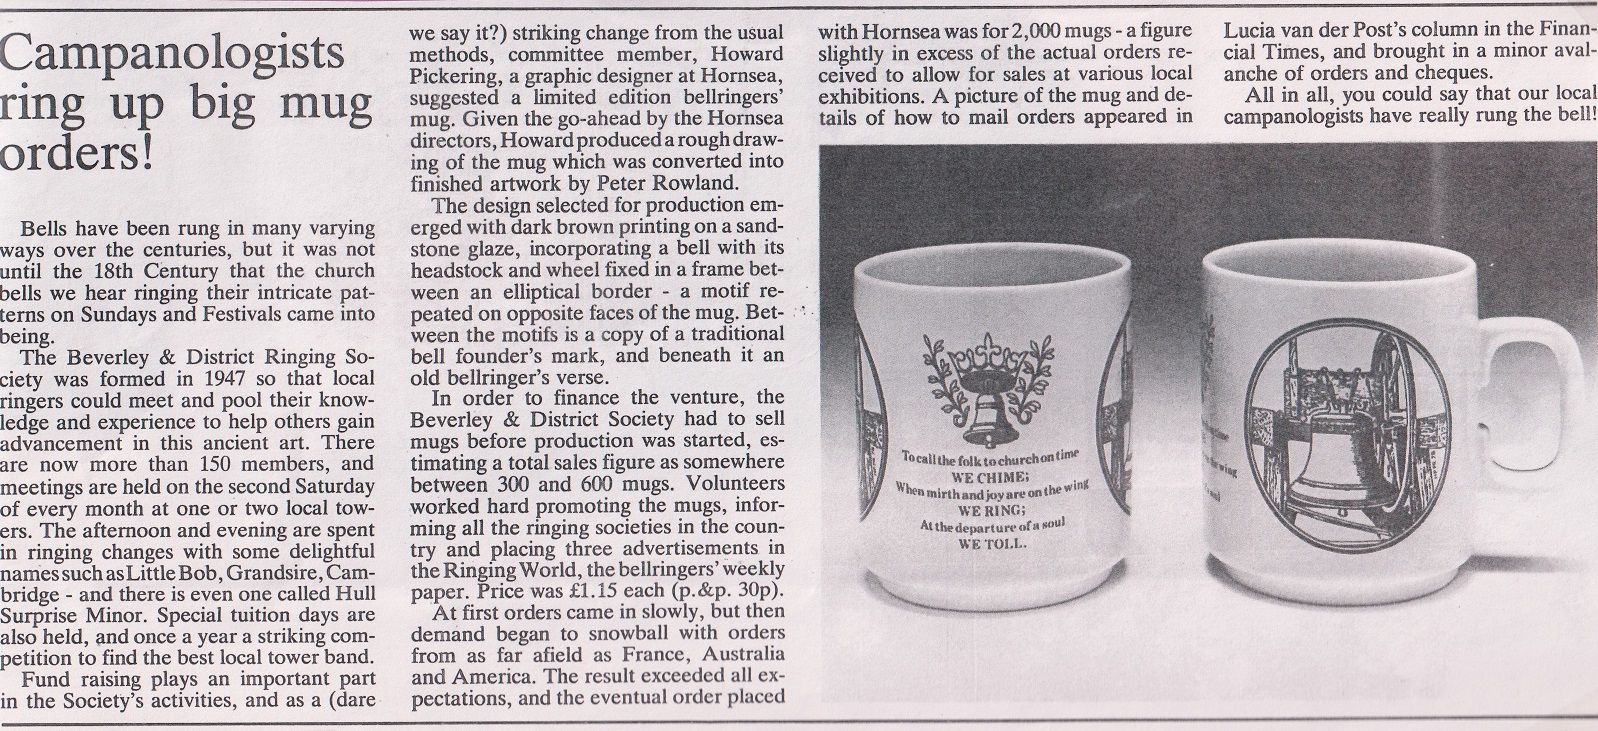 Campanologists
ring up big mug
orders!
Bells have been rung in many varying
ways over the centuries, but it was not
until the 18th Century that the church
bells we hear ringing their intricate pat-
terns on Sundays and Festivals came into
being.
The Beverley & District Ringing So-
ciety was formed in 1947 so that local
ringers could meet and pool their know-
ledge and experience to help others gain
advancement in this ancient art. There
are now more than 150 members, and
meetings are held on the second Saturday
of every month at one or two local tow-
ers. The afternoon and evening are spent
in ringing changes with some delightful
names such as Little Bob, Grandsire, Cam-
bridge - and there is even one called Hull
Surprise Minor. Special tuition days are
also held, and once a year a striking com-
petition to find the best local tower band.
Fund raising plays an important part
in the Society's activities, and as a (dare
we say it?) striking change from the usual
methods, committee member, Howard
Pickering, a graphic designer at Hornsea,
suggested a limited edition bellringers'
mug. Given the go-ahead by the Hornsea
directors, Howard produced a rough draw-
ing of the mug which was converted into
finished artwork by Peter Rowland.
The design selected for production em-
erged with dark brown printing on a sand-
stone glaze, incorporating a bell with its
headstock and wheel fixed in a frame bet-
ween an elliptical border - a motif re-
peated on opposite faces of the mug. Bet-
ween the motifs is a copy of a traditional
bell founder's mark, and beneath it an
old bellringer's verse.
In order to finance the venture, the
Beverley & District Society had to sell
mugs before production was started, es-
timating a total sales figure as somewhere
between 300 and 600 mugs. Volunteers
worked hard promoting the mugs, infor-
ming all the ringing societies in the coun-
try and placing three advertisements in
the Ringing World, the bellringers' weekly
paper. Price was £1.15 each (p.&p. 30p).
At first orders came in slowly, but then
demand began to snowball with orders
from as far afield as France, Australia
and America. The result exceeded all ex-
pectations, and the eventual order placed
with Hornsea was for 2,000 mugs - a figure
slightly in excess of the actual orders re-
ceived to allow for sales at various local
exhibitions. A picture of the mug and de-
tails of how to mail orders appeared in
Lucia van der Post's column in the Finan-
cial Times, and brought in a minor aval-
anche of orders and cheques.
All in all, you could say that our local
campanologists have really rung the bell!
To call the folk to church on time
WE CHIME;
When mirth and joy are on the wing
WE RING;
At the departure of a soul
WE TOLL.